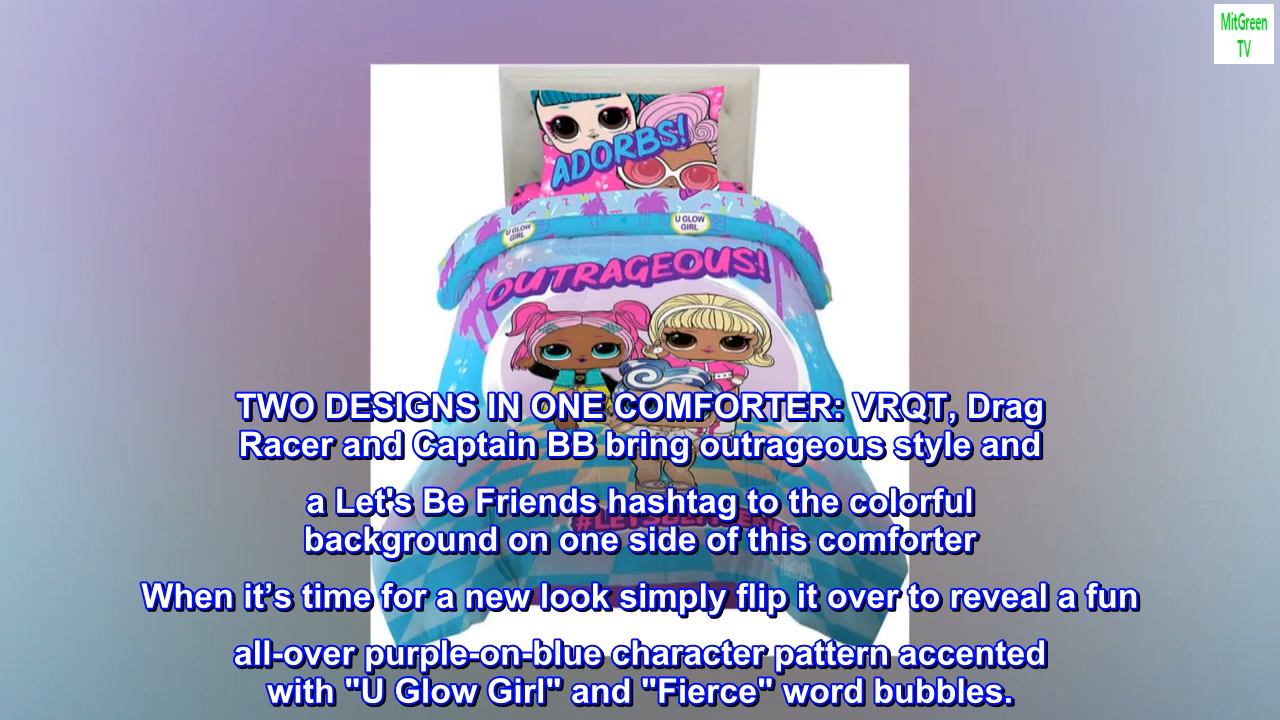 MitGreen
TV
ADORBS!
U GLOW
GIRL
U GLOW
GIRL
OUTRAGEOUS!
TWO DESIGNS IN ONE COMFORTER: VRQT, Drag
Racer and Captain BB bring outrageous style and
a Let's Be Friends hashtag to the colorful
background on one side of this comforter
When it’s time for a new look simply flip it over to reveal a fun
all-over purple-on-blue character pattern accented
with "U Glow Girl" and "Fierce" word bubbles.